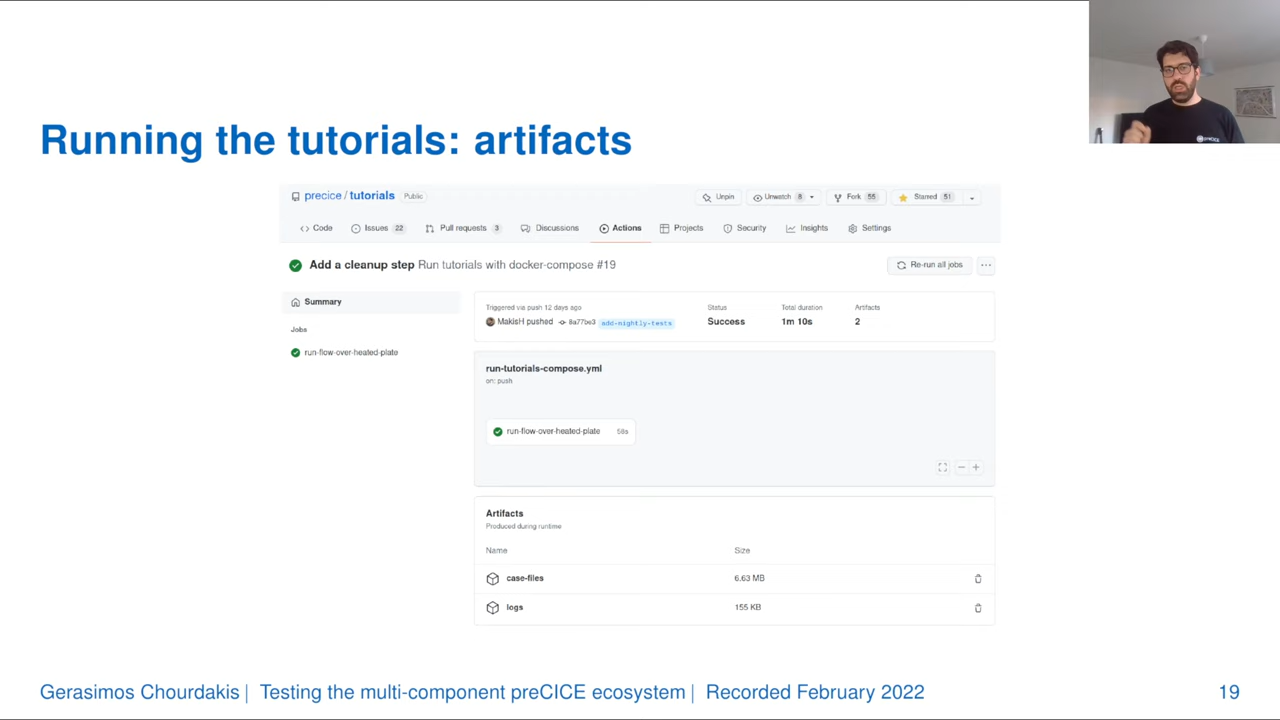 Running the tutorials: artifacts
precice / tutorials Public
Unpin Unwatch 8 Fork 55 Starred 51
Code Issues 22 Pull requests 3 Discussions Actions Projects Security Insights Settings
Add a cleanup step Run tutorials with docker-compose #19
Re-run all jobs ...
Summary
Jobs
run-flow-over-heated-plate
Triggered via push 12 days ago
MakisH pushed 8a77be3 add-nightly-tests
Status
Success
Total duration
1m 10s
Artifacts
2
run-tutorials-compose.yml
on: push
run-flow-over-heated-plate 56s
Artifacts
Produced during runtime
Name Size
case-files 6.63 MB
logs 155 KB
Gerasimos Chourdakis | Testing the multi-component preCICE ecosystem | Recorded February 2022 19